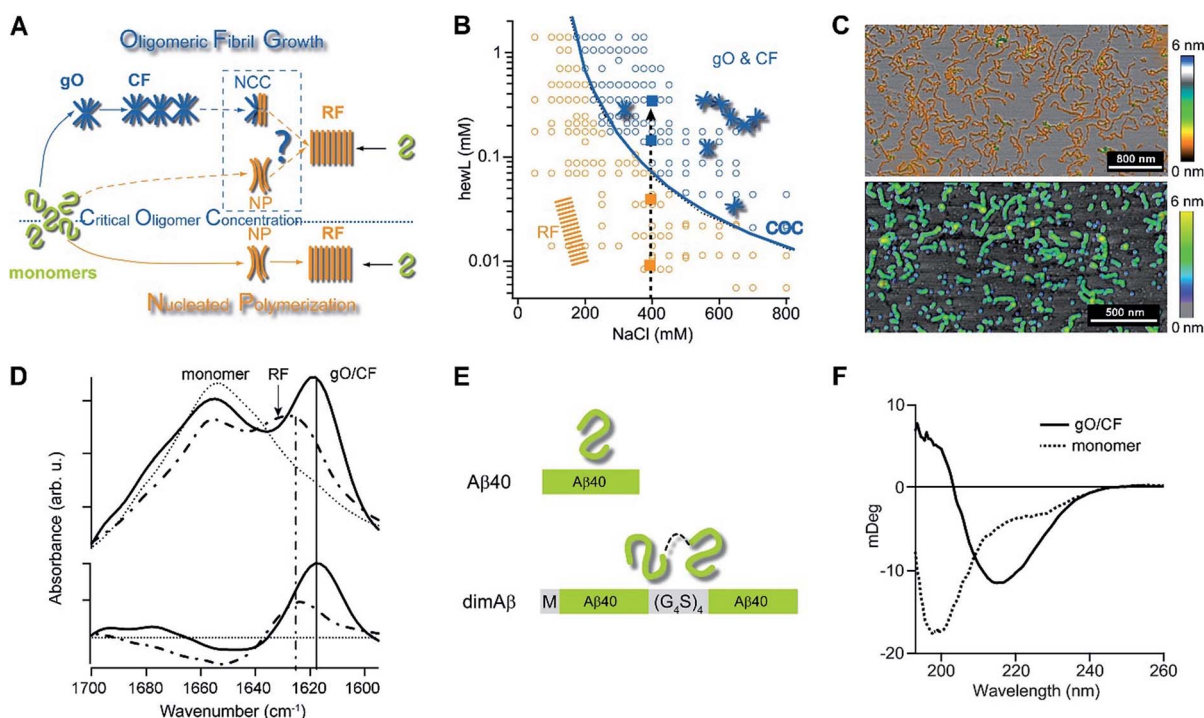 A
Oligomeric Fibril Growth
gO
CF
NCC
RF
?
NP
Critical Oligomer Concentration
monomers
NP
RF
Nucleated Polymerization
B
hewL (mM)
1
0.1
0.01
gO & CF
RF
COC
0
200
400
600
800
NaCl (mM)
C
6 nm
0 nm
800 nm
6 nm
0 nm
500 nm
D
monomer
RF
gO/CF
Absorbance (arb. u.)
1700
1680
1660
1640
1620
1600
Wavenumber (cm-1)
E
Aβ40
Aβ40
dimAβ
M
Aβ40
(G4S)4
Aβ40
F
gO/CF
monomer
10
0
-10
-20
mDeg
200
220
240
260
Wavelength (nm)